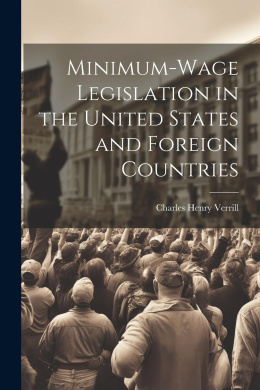 Minimum-Wage
Legislation in
the United States
and Foreign
Countries
Charles Henry Verrill